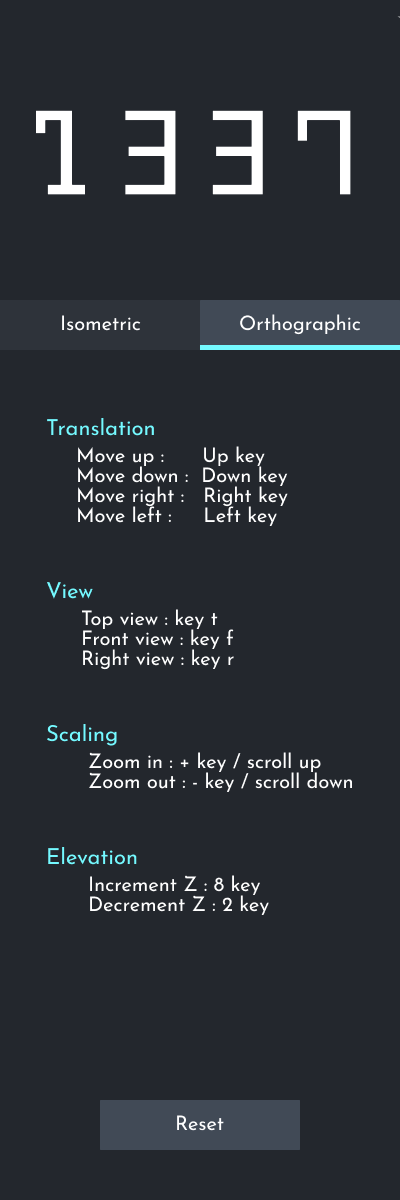 1337
Isometric
Orthographic
Translation
Move up : Up key
Move down : Down key
Move right : Right key
Move left : Left key
View
Top view : key t
Front view : key f
Right view : key r
Scaling
Zoom in : + key / scroll up
Zoom out : - key / scroll down
Elevation
Increment Z : 8 key
Decrement Z : 2 key
Reset